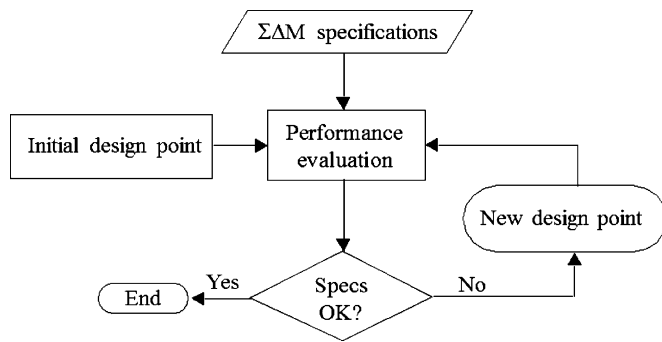 ΣΔM specifications
Initial design point
Performance
evaluation
New design point
Specs
OK?
Yes
No
End